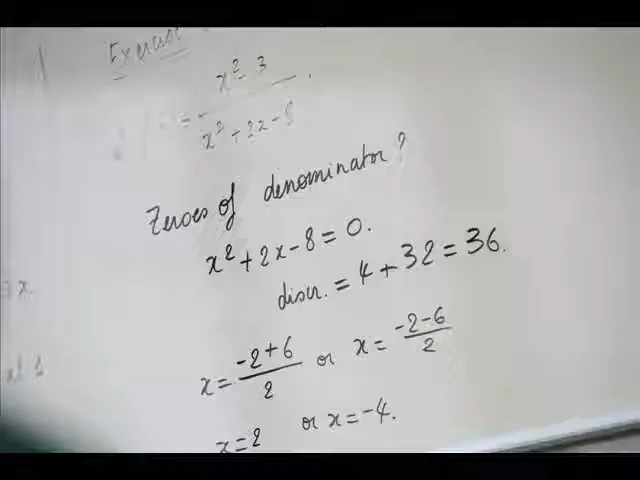 Exercise
x² - 3
x² + 2x - 8
Zeroes of denominator?
x² + 2x - 8 = 0.
discr. = 4 + 32 = 36.
x = (-2+6)/2 or x = (-2-6)/2
x = 2 or x = -4.